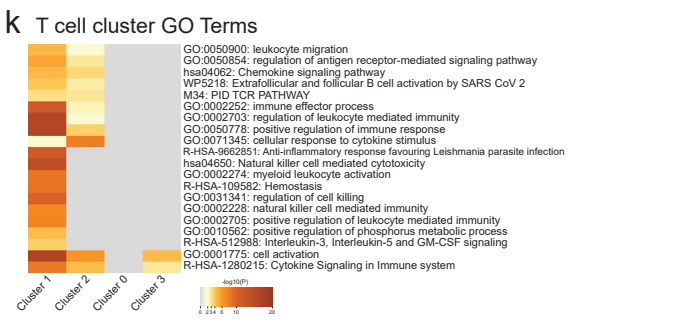 k T cell cluster GO Terms
GO:0050900: leukocyte migration
GO:0050854: regulation of antigen receptor-mediated signaling pathway
hsa04062: Chemokine signaling pathway
WP5218: Extrafollicular and follicular B cell activation by SARS CoV 2
M34: PID TCR PATHWAY
GO:0002252: immune effector process
GO:0002703: regulation of leukocyte mediated immunity
GO:0050778: positive regulation of immune response
GO:0071345: cellular response to cytokine stimulus
R-HSA-9662851: Anti-inflammatory response favouring Leishmania parasite infection
hsa04650: Natural killer cell mediated cytotoxicity
GO:0002274: myeloid leukocyte activation
R-HSA-109582: Hemostasis
GO:0031341: regulation of cell killing
GO:0002228: natural killer cell mediated immunity
GO:0002705: positive regulation of leukocyte mediated immunity
GO:0010562: positive regulation of phosphorus metabolic process
R-HSA-512988: Interleukin-3, Interleukin-5 and GM-CSF signaling
GO:0001775: cell activation
R-HSA-1280215: Cytokine Signaling in Immune system
Cluster 1 Cluster 2 Cluster 0 Cluster 3
-log10(P)
0 2 3 4 6 10 20